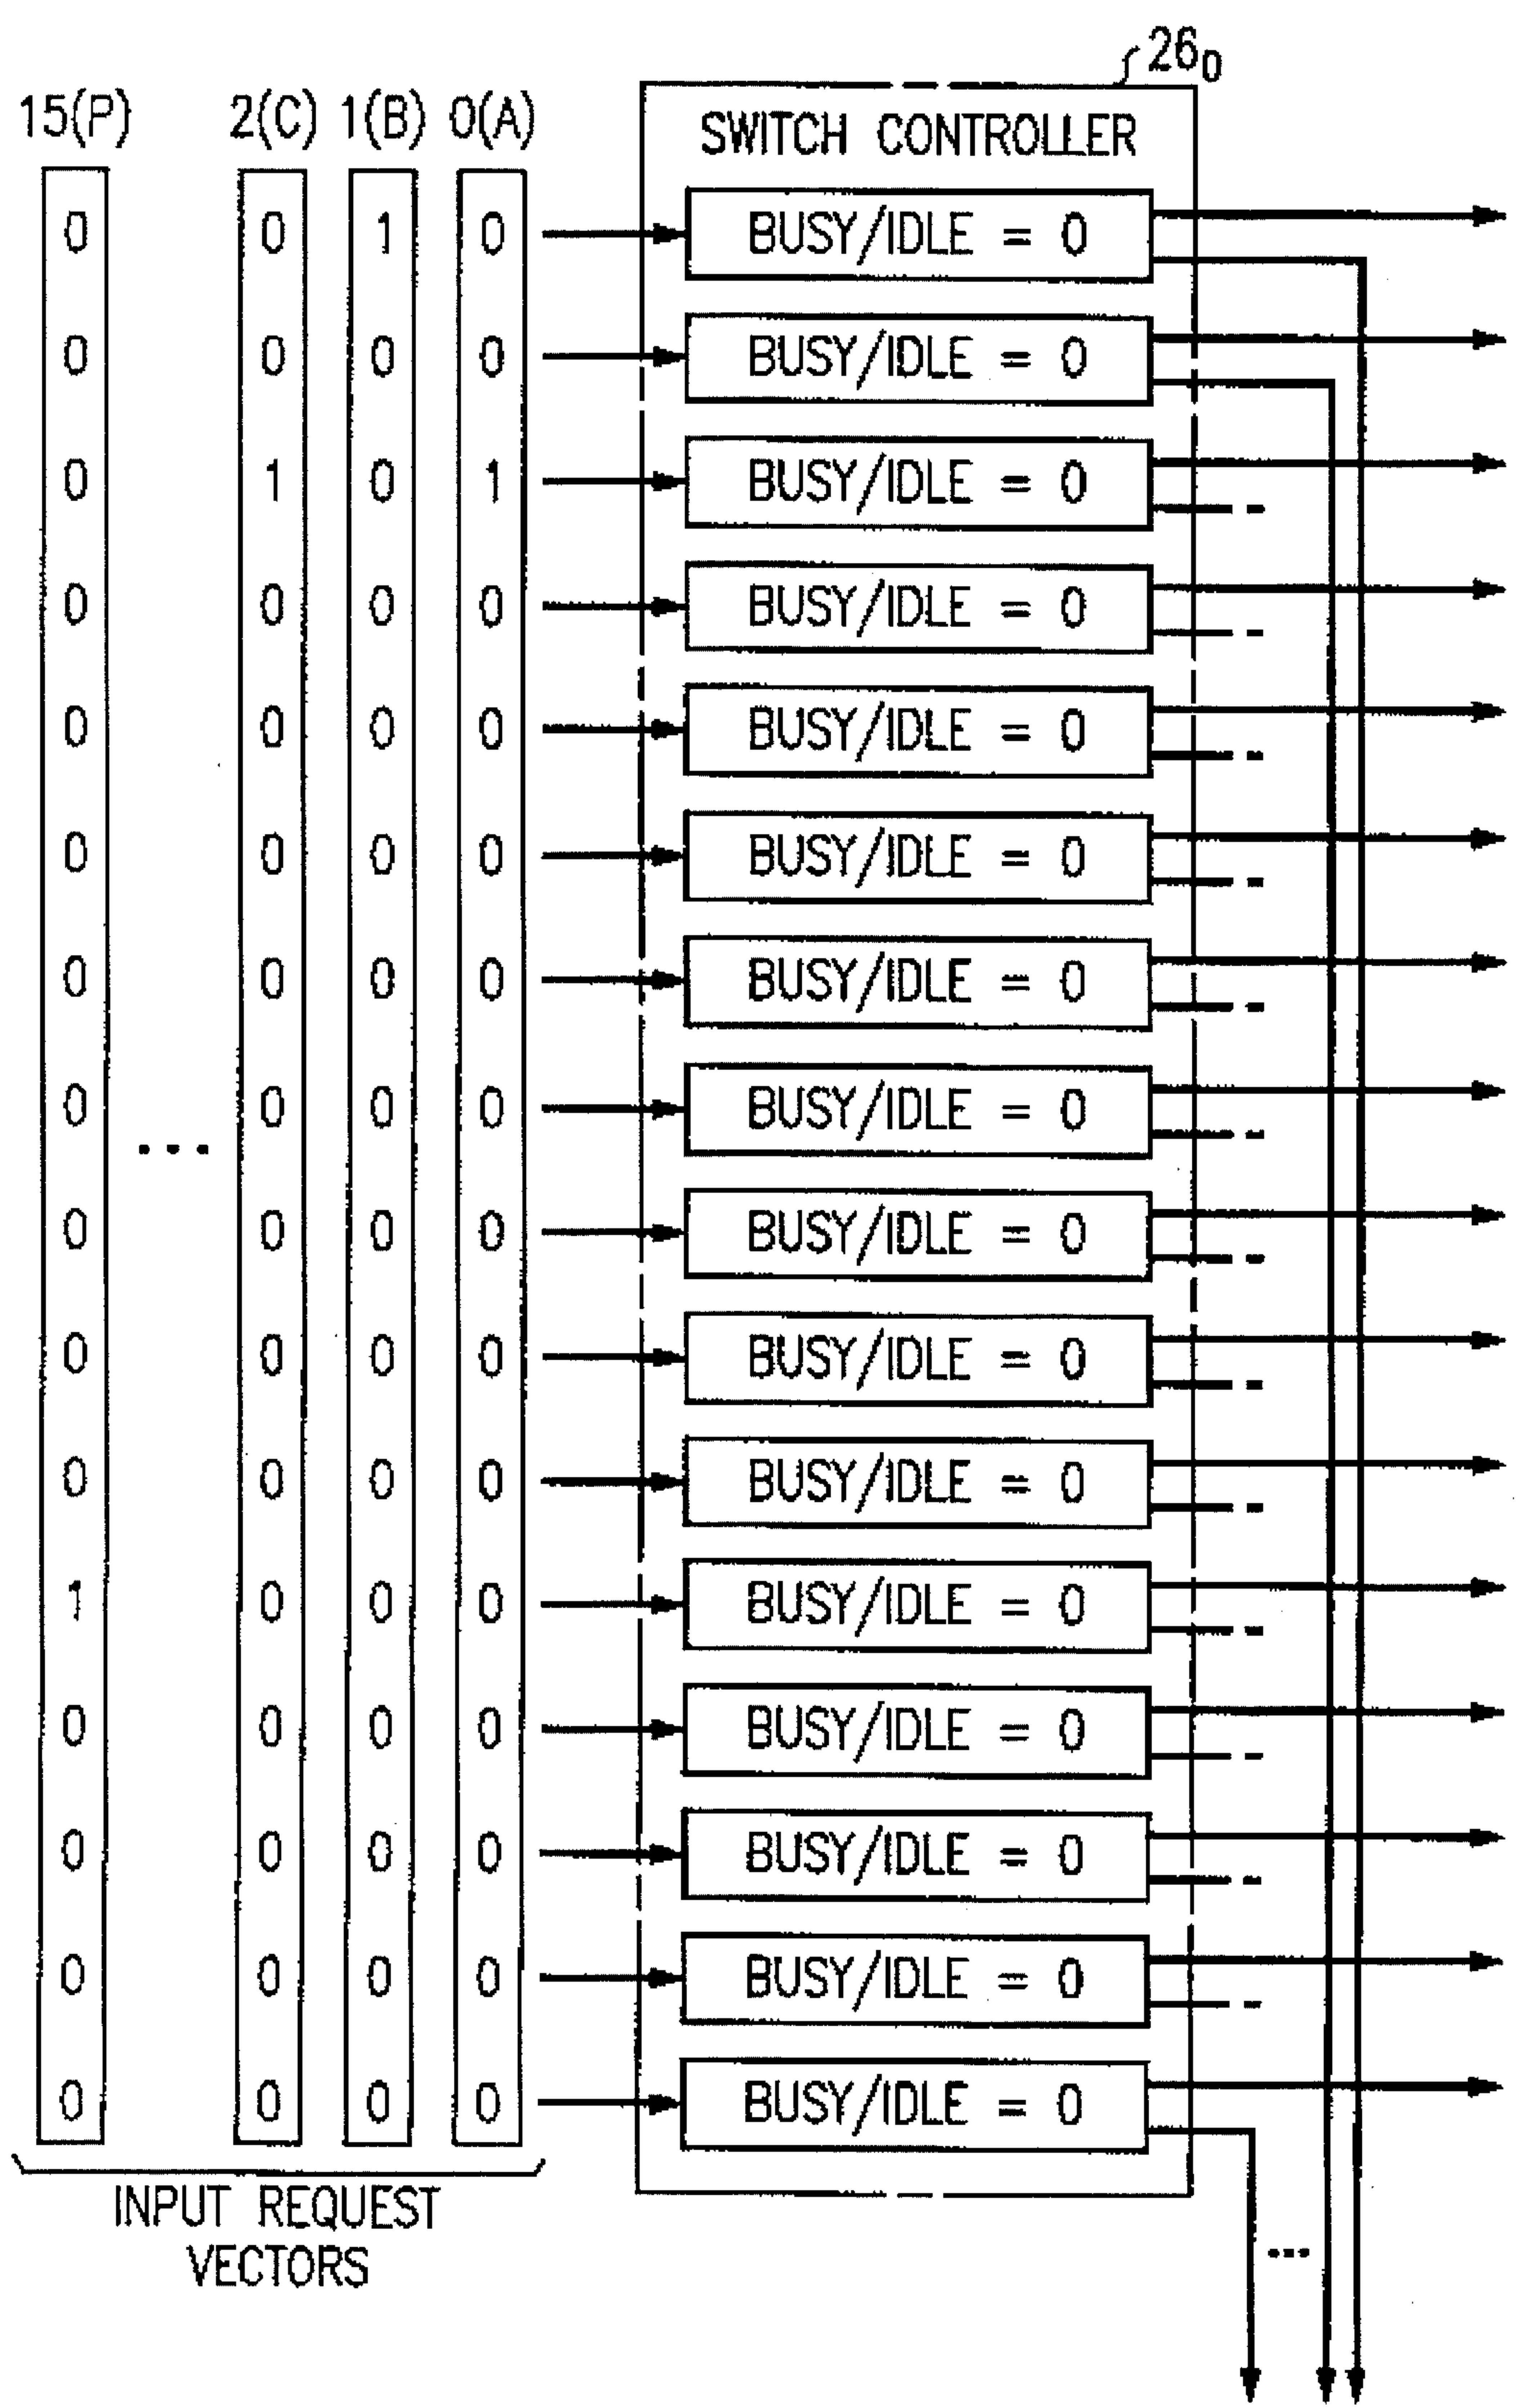 26₀
15(P) 2(C) 1(B) 0(A) SWITCH CONTROLLER
0 0 1 0 BUSY/IDLE = 0
0 0 0 0 BUSY/IDLE = 0
0 1 0 1 BUSY/IDLE = 0
0 0 0 0 BUSY/IDLE = 0
0 0 0 0 BUSY/IDLE = 0
0 0 0 0 BUSY/IDLE = 0
0 0 0 0 BUSY/IDLE = 0
0 0 0 0 BUSY/IDLE = 0
...
0 0 0 0 BUSY/IDLE = 0
0 0 0 0 BUSY/IDLE = 0
0 0 0 0 BUSY/IDLE = 0
1 0 0 0 BUSY/IDLE = 0
0 0 0 0 BUSY/IDLE = 0
0 0 0 0 BUSY/IDLE = 0
0 0 0 0 BUSY/IDLE = 0
0 0 0 0 BUSY/IDLE = 0
INPUT REQUEST
VECTORS
...